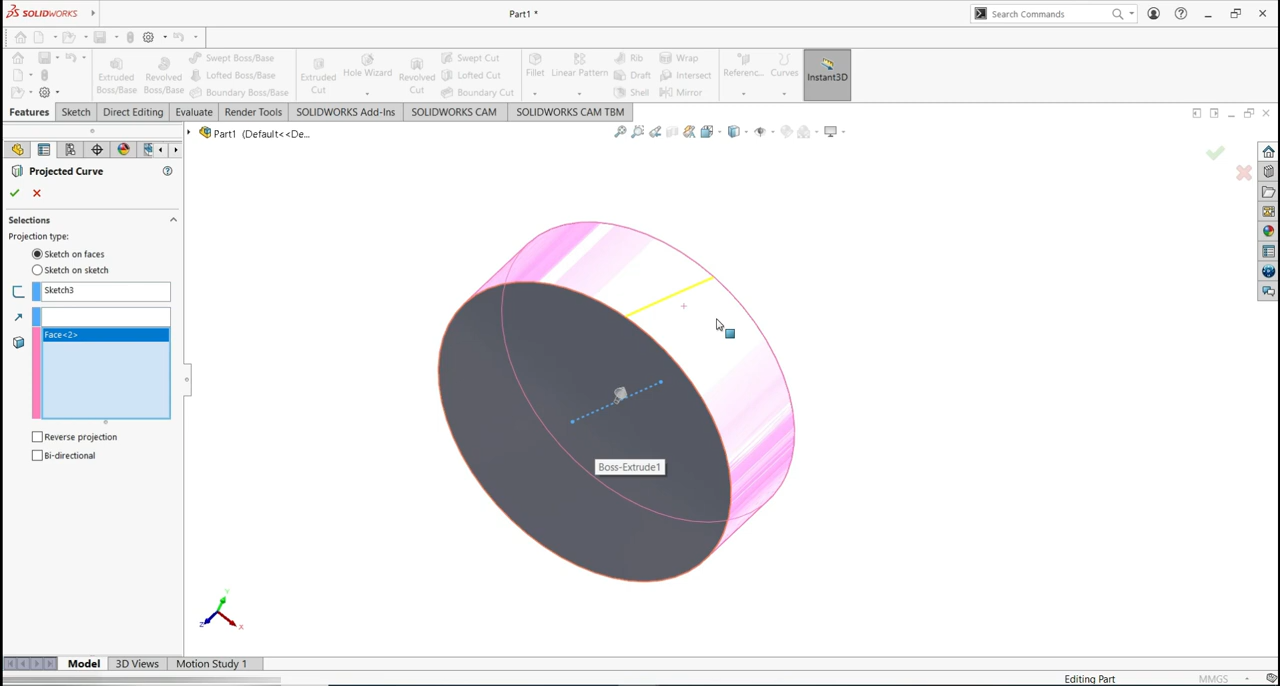 SOLIDWORKS
Part1 *
Search Commands
Extruded Boss/Base
Revolved Boss/Base
Swept Boss/Base
Lofted Boss/Base
Boundary Boss/Base
Extruded Cut
Hole Wizard
Revolved Cut
Swept Cut
Lofted Cut
Boundary Cut
Fillet
Linear Pattern
Rib
Draft
Shell
Wrap
Intersect
Mirror
Referenc...
Curves
Instant3D
Features
Sketch
Direct Editing
Evaluate
Render Tools
SOLIDWORKS Add-Ins
SOLIDWORKS CAM
SOLIDWORKS CAM TBM
Part1 (Default<<De...
Projected Curve
Selections
Projection type:
Sketch on faces
Sketch on sketch
Sketch3
Face<2>
Reverse projection
Bi-directional
Boss-Extrude1
Y
Z
X
Model
3D Views
Motion Study 1
Editing Part
MMGS